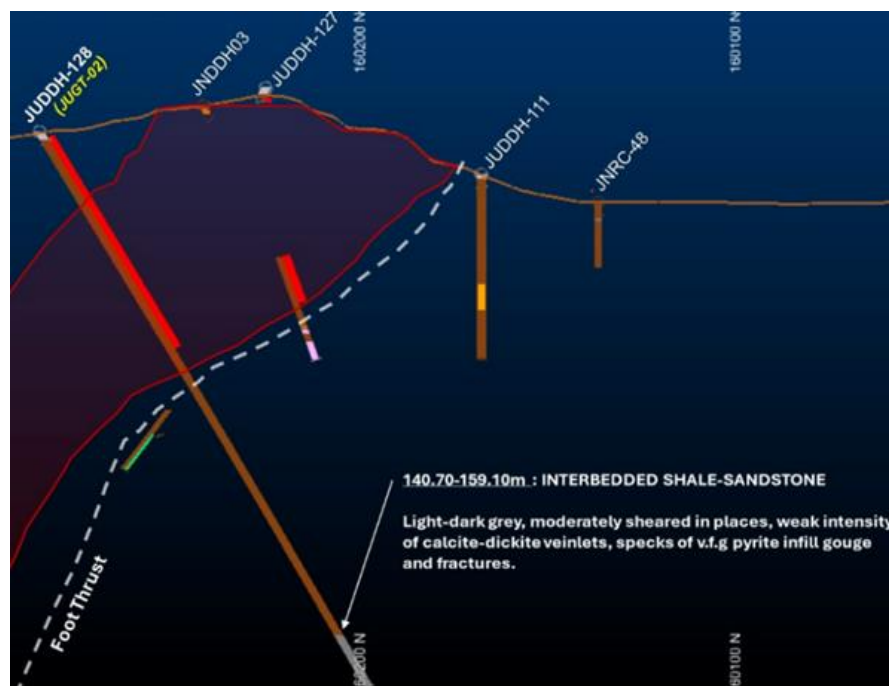 JUDDH-128
(JUGT-02)
JNDDH03
JUDDH-127
160200 N
160100 N
JUDDH-111
JNRC-48
140.70-159.10m : INTERBEDDED SHALE-SANDSTONE
Light-dark grey, moderately sheared in places, weak intensity
of calcite-dickite veinlets, specks of v.f.g pyrite infill gouge
and fractures.
Foot Thrust
160200 N
160100 N